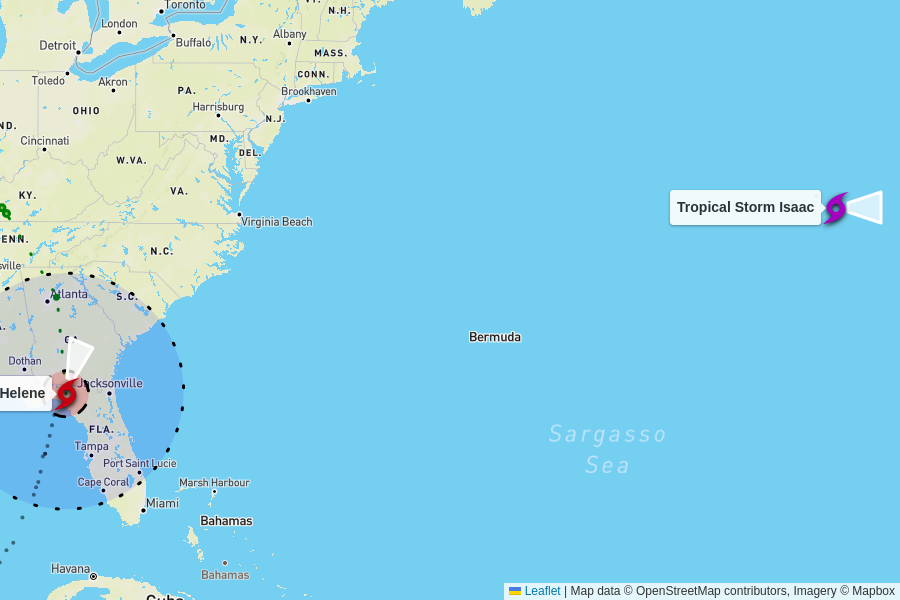 Toronto
London
N.H.
Detroit
Buffalo
N.Y.
Albany
MASS.
Toledo
Akron
CONN.
PA.
Brookhaven
OHIO
Harrisburg
N.J.
ND.
Cincinnati
MD.
DEL.
W.VA.
KY.
VA.
Tropical Storm Isaac
Virginia Beach
ENN.
N.C.
sville
Atlanta
S.C.
A.
GA.
Bermuda
Dothan
Jacksonville
Helene
FLA.
Sargasso
Sea
Tampa
Port Saint Lucie
Cape Coral
Marsh Harbour
Miami
Bahamas
Havana
Bahamas
Cuba
Leaflet | Map data © OpenStreetMap contributors, Imagery © Mapbox